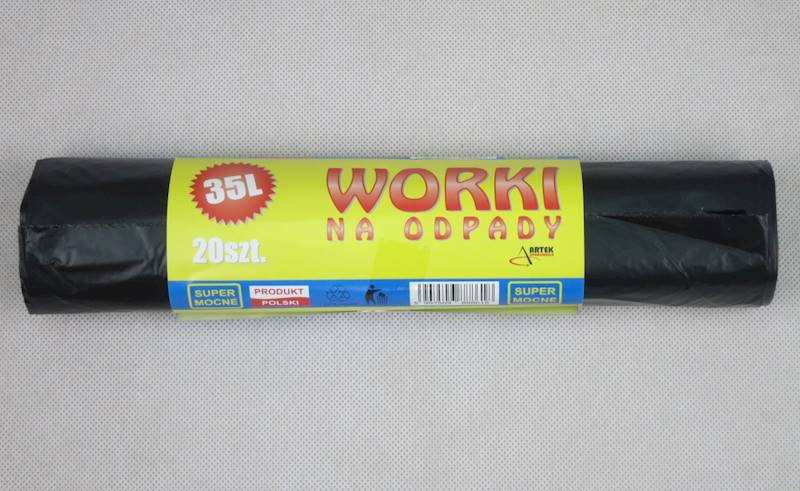 35L
WORKI
NA ODPADY
20szt.
ARTEK
SUPER
MOCNE
PRODUKT
POLSKI
SUPER
MOCNE